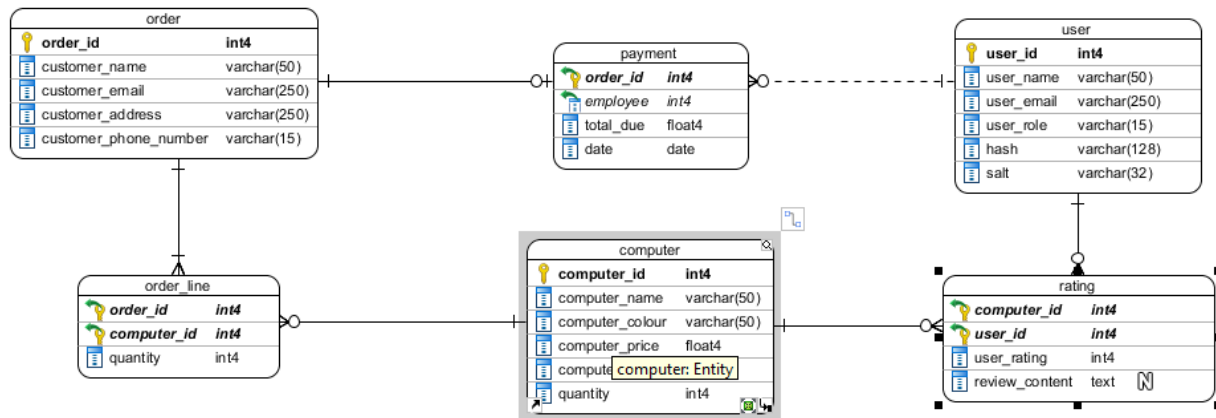 order
order_id int4
customer_name varchar(50)
customer_email varchar(250)
customer_address varchar(250)
customer_phone_number varchar(15)
payment
order_id int4
employee int4
total_due float4
date date
user
user_id int4
user_name varchar(50)
user_email varchar(250)
user_role varchar(15)
hash varchar(128)
salt varchar(32)
order_line
order_id int4
computer_id int4
quantity int4
computer
computer_id int4
computer_name varchar(50)
computer_colour varchar(50)
computer_price float4
computer: Entity
quantity int4
rating
computer_id int4
user_id int4
user_rating int4
review_content text N